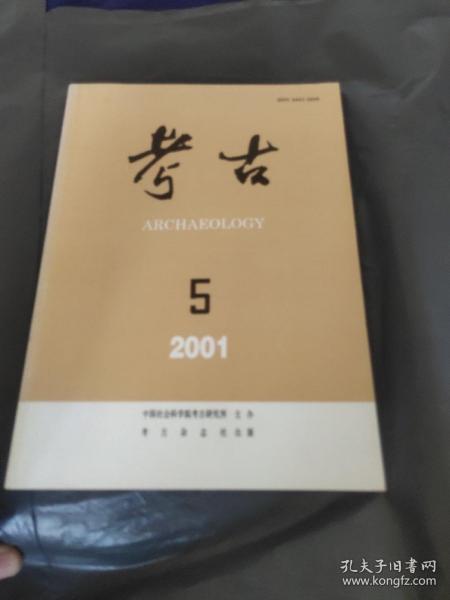 考古
ARCHAEOLOGY
5
2001
中国社会科学院考古研究所 主办
考古杂志社出版
孔夫子旧书网
www.kongfz.com